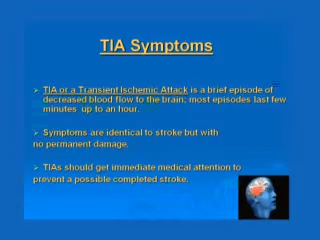 TIA Symptoms
TIA or a Transient Ischemic Attack is a brief episode of
decreased blood flow to the brain; most episodes last few
minutes up to an hour.
Symptoms are identical to stroke but with
no permanent damage.
TIAs should get immediate medical attention to
prevent a possible completed stroke.